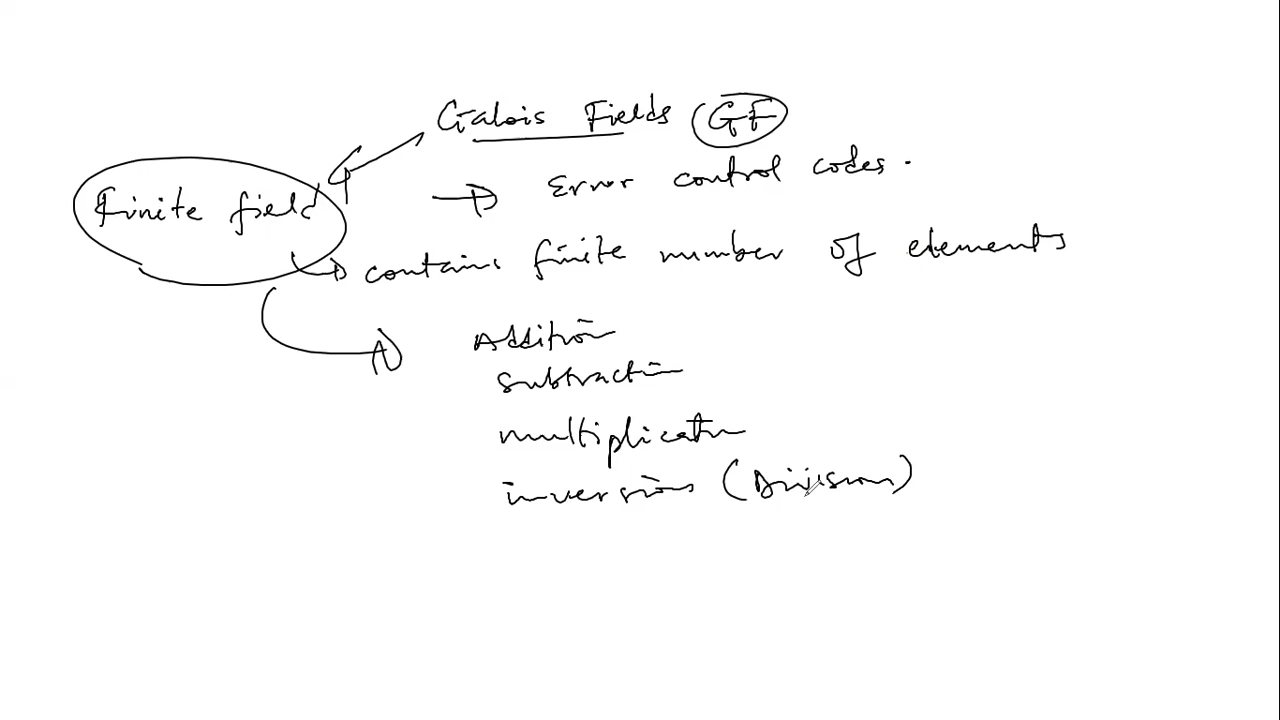 Galois Fields (GF)
Finite field
Error control codes.
contains finite number of elements
Addition
subtraction
multiplication
inversion (Division)